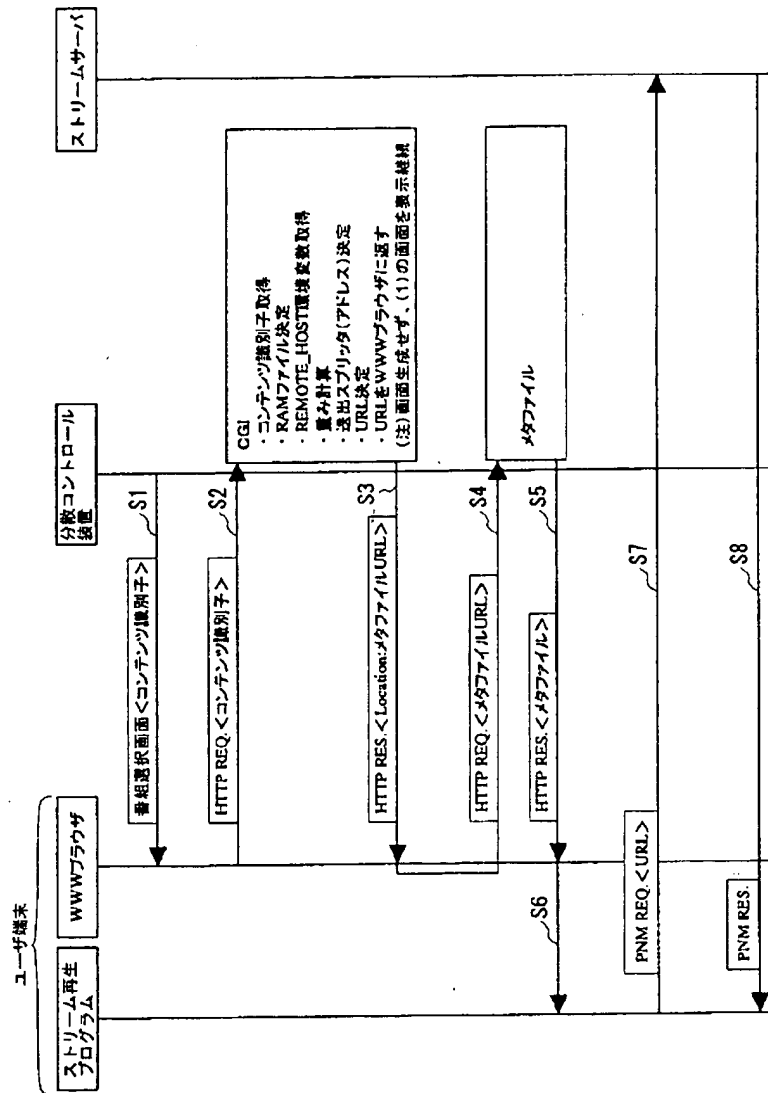 ユーザ端末
ストリーム再生
プログラム
WWWブラウザ
分散コントロール
装置
ストリームサーバ
番組選択画面<コンテンツ識別子>
S1
HTTP REQ.<コンテンツ識別子>
S2
CGI
・コンテンツ識別子取得
・RAMファイル決定
・REMOTE_HOST環境変数取得
・重み計算
・送出スプリッタ(アドレス)決定
・URL決定
・URLをWWWブラウザに返す
(注)画面生成せず、(1)の画面を表示継続
HTTP RES.<Location:メタファイルURL>
S3
HTTP REQ.<メタファイルURL>
S4
メタファイル
HTTP RES.<メタファイル>
S5
S6
PNM REQ.<URL>
S7
PNM RES.
S8